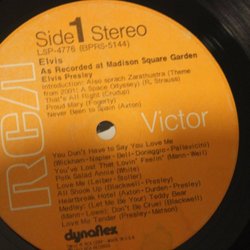 Side 1 Stereo
LSP-4776 (BPRS-5144)
Elvis
As Recorded at Madison Square Garden
Elvis Presley
Introduction: Also sprach Zarathustra (Theme
from 2001: A Space Odyssey) (R. Strauss)
That's All Right (Crudup)
Proud Mary (Fogerty)
Never Been to Spain (Axton)
RCA
Victor
You Don't Have to Say You Love Me
(Wickham-Napier-Bell-Donaggio-Pallavicini)
You've Lost That Lovin' Feelin' (Mann-Weil)
Polk Salad Annie (White)
Love Me (Leiber-Stoller)
All Shook Up (Blackwell-Presley)
Heartbreak Hotel (Axton-Durden-Presley)
Medley: (Let Me Be Your) Teddy Bear
(Mann-Lowe); Don't Be Cruel (Blackwell)
Love Me Tender (Presley-Matson)
dynaflex